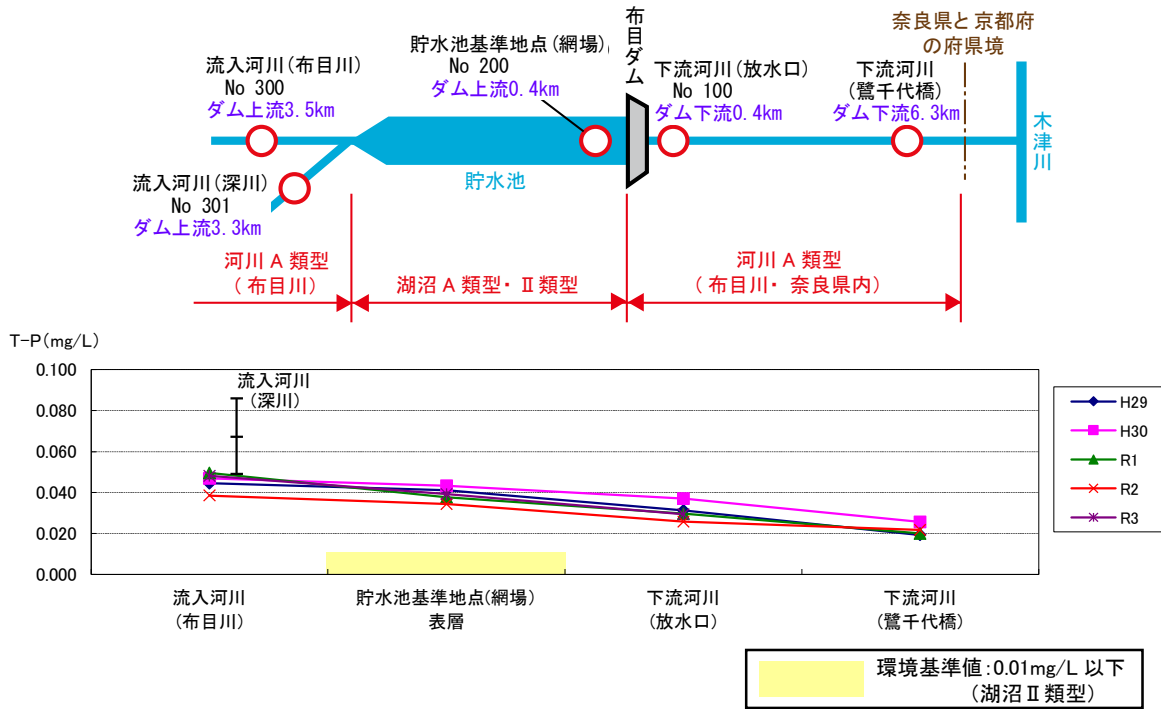 奈良県と京都府
の府県境
布目ダム
貯水池基準地点(網場)
No 200
ダム上流0.4km
流入河川(布目川)
No 300
ダム上流3.5km
下流河川(放水口)
No 100
ダム下流0.4km
下流河川
(鷺千代橋)
ダム下流6.3km
木津川
流入河川(深川)
No 301
ダム上流3.3km
貯水池
河川A類型
(布目川)
湖沼A類型・Ⅱ類型
河川A類型
(布目川・奈良県内)
T-P(mg/L)
0.100
0.080
0.060
0.040
0.020
0.000
流入河川
(深川)
H29
H30
R1
R2
R3
流入河川
(布目川)
貯水池基準地点(網場)
表層
下流河川
(放水口)
下流河川
(鷺千代橋)
環境基準値:0.01mg/L 以下
(湖沼Ⅱ類型)